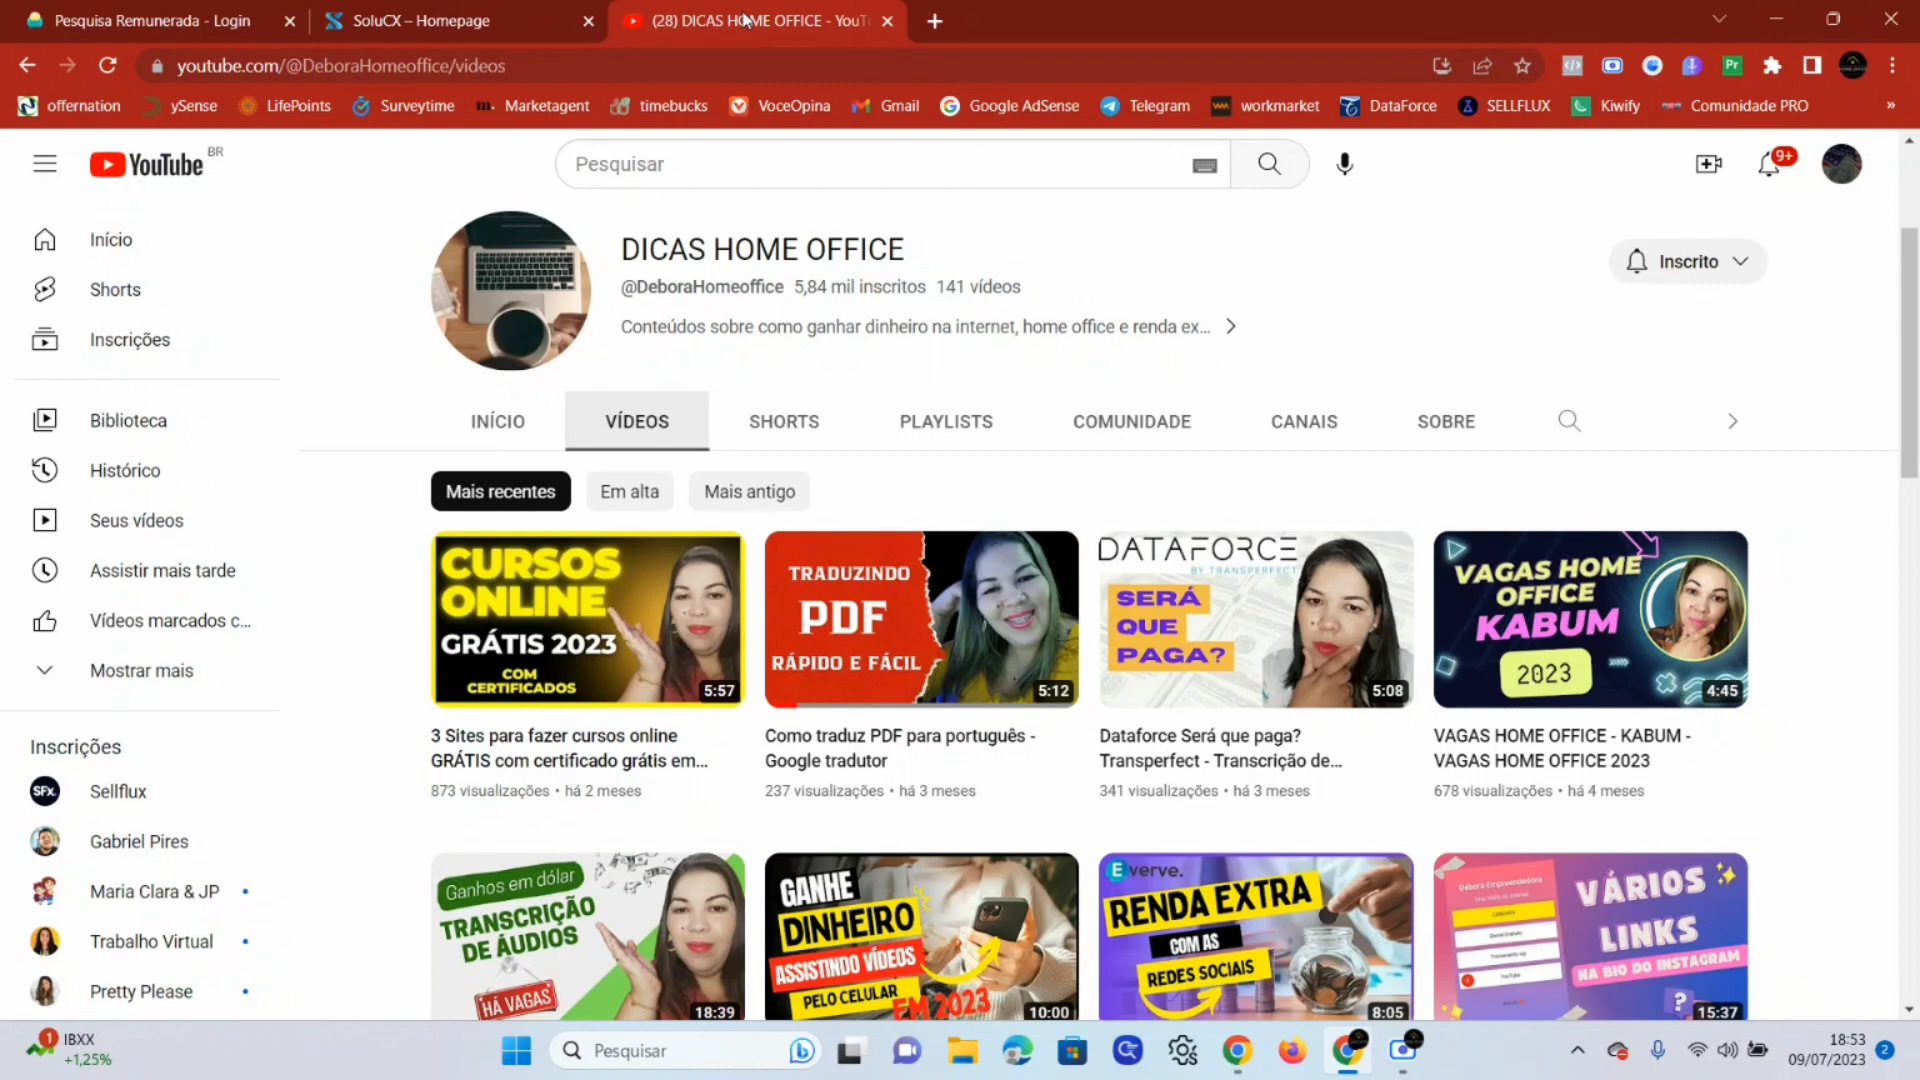 Pesquisa Remunerada - Login
SoluCX – Homepage
(28) DICAS HOME OFFICE - YouT
youtube.com/@DeboraHomeoffice/videos
offernation
ySense
LifePoints
Surveytime
Marketagent
timebucks
VoceOpina
Gmail
Google AdSense
Telegram
workmarket
DataForce
SELLFLUX
Kiwify
Comunidade PRO
»
YouTube BR
Pesquisar
9+
Início
Shorts
Inscrições
Biblioteca
Histórico
Seus vídeos
Assistir mais tarde
Vídeos marcados c...
Mostrar mais
Inscrições
SFx.
Sellflux
Gabriel Pires
Maria Clara & JP
Trabalho Virtual
Pretty Please
DICAS HOME OFFICE
@DeboraHomeoffice 5,84 mil inscritos 141 vídeos
Conteúdos sobre como ganhar dinheiro na internet, home office e renda ex...
Inscrito
INÍCIO
VÍDEOS
SHORTS
PLAYLISTS
COMUNIDADE
CANAIS
SOBRE
Mais recentes
Em alta
Mais antigo
CURSOS
ONLINE
GRÁTIS 2023
COM
CERTIFICADOS
5:57
3 Sites para fazer cursos online
GRÁTIS com certificado grátis em...
873 visualizações • há 2 meses
TRADUZINDO
PDF
RÁPIDO E FÁCIL
5:12
Como traduz PDF para português -
Google tradutor
237 visualizações • há 3 meses
DATAFORCE
BY TRANSPERFECT
SERÁ
QUE
PAGA?
5:08
Dataforce Será que paga?
Transperfect - Transcrição de...
341 visualizações • há 3 meses
VAGAS HOME
OFFICE
KABUM
2023
4:45
VAGAS HOME OFFICE - KABUM -
VAGAS HOME OFFICE 2023
678 visualizações • há 4 meses
Ganhos em dólar
TRANSCRIÇÃO
DE ÁUDIOS
HÁ VAGAS
18:39
GANHE
DINHEIRO
ASSISTINDO VÍDEOS
PELO CELULAR
EM 2023
10:00
Everve.
RENDA EXTRA
COM AS
REDES SOCIAIS
8:05
Débora Empreendedora
VÁRIOS
LINKS
NA BIO DO INSTAGRAM
?
15:37
1
IBXX
+1,25%
Pesquisar
18:53
09/07/2023
2